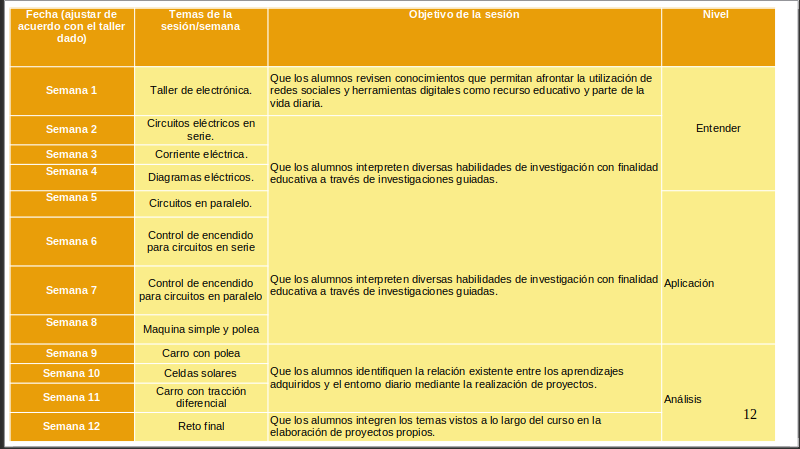 Fecha (ajustar de
acuerdo con el taller
dado)
Temas de la
sesión/semana
Objetivo de la sesión
Nivel
Semana 1
Taller de electrónica.
Que los alumnos revisen conocimientos que permitan afrontar la utilización de
redes sociales y herramientas digitales como recurso educativo y parte de la
vida diaria.
Entender
Semana 2
Circuitos eléctricos en
serie.
Que los alumnos interpreten diversas habilidades de investigación con finalidad
educativa a través de investigaciones guiadas.
Semana 3
Corriente eléctrica.
Semana 4
Diagramas eléctricos.
Semana 5
Circuitos en paralelo.
Que los alumnos interpreten diversas habilidades de investigación con finalidad
educativa a través de investigaciones guiadas.
Aplicación
Semana 6
Control de encendido
para circuitos en serie
Semana 7
Control de encendido
para circuitos en paralelo
Semana 8
Maquina simple y polea
Semana 9
Carro con polea
Que los alumnos identifiquen la relación existente entre los aprendizajes
adquiridos y el entorno diario mediante la realización de proyectos.
Análisis
Semana 10
Celdas solares
Semana 11
Carro con tracción
diferencial
Semana 12
Reto final
Que los alumnos integren los temas vistos a lo largo del curso en la
elaboración de proyectos propios.
12